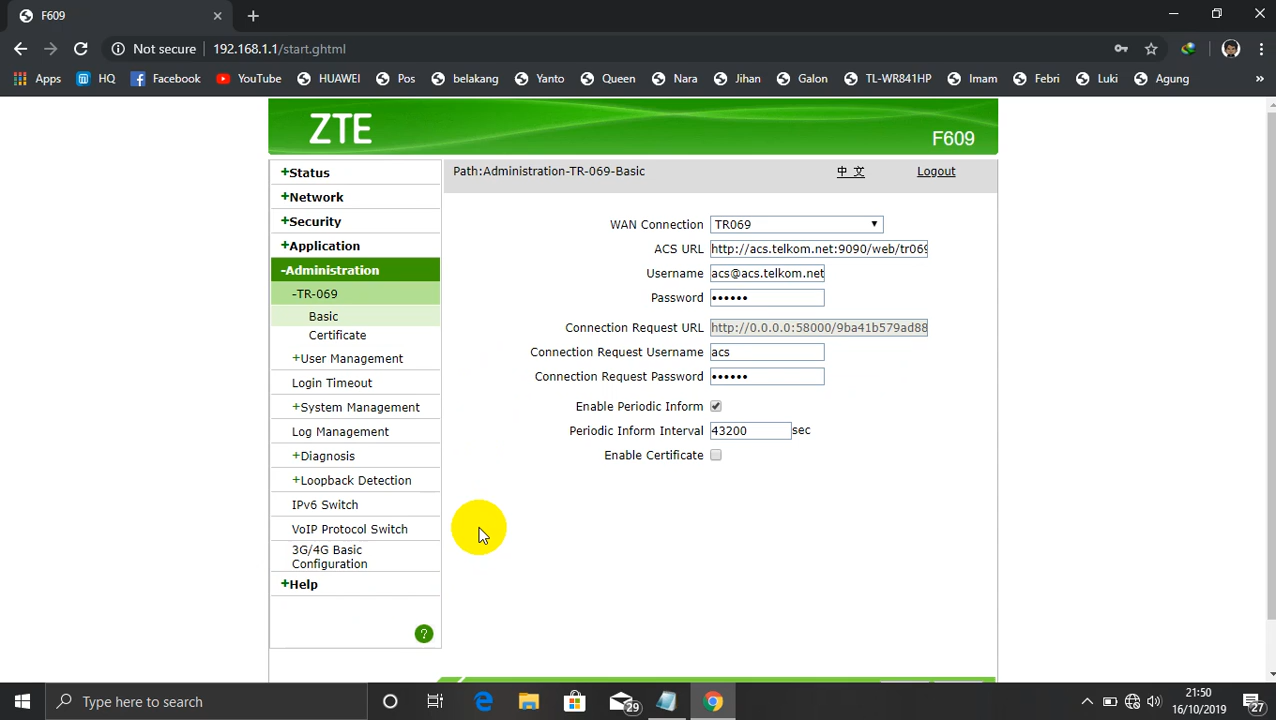 F609
Not secure 192.168.1.1/start.ghtml
Apps HQ Facebook YouTube HUAWEI Pos belakang Yanto Queen Nara Jihan Galon TL-WR841HP Imam Febri Luki Agung »
ZTE
F609
+Status
+Network
+Security
+Application
-Administration
-TR-069
Basic
Certificate
+User Management
Login Timeout
+System Management
Log Management
+Diagnosis
+Loopback Detection
IPv6 Switch
VoIP Protocol Switch
3G/4G Basic
Configuration
+Help
?
Path:Administration-TR-069-Basic 中 文 Logout
WAN Connection TR069
ACS URL http://acs.telkom.net:9090/web/tr069
Username acs@acs.telkom.net
Password ••••••
Connection Request URL http://0.0.0.0:58000/9ba41b579ad88
Connection Request Username acs
Connection Request Password ••••••
Enable Periodic Inform
Periodic Inform Interval 43200 sec
Enable Certificate
Type here to search
29
21:50
16/10/2019
27